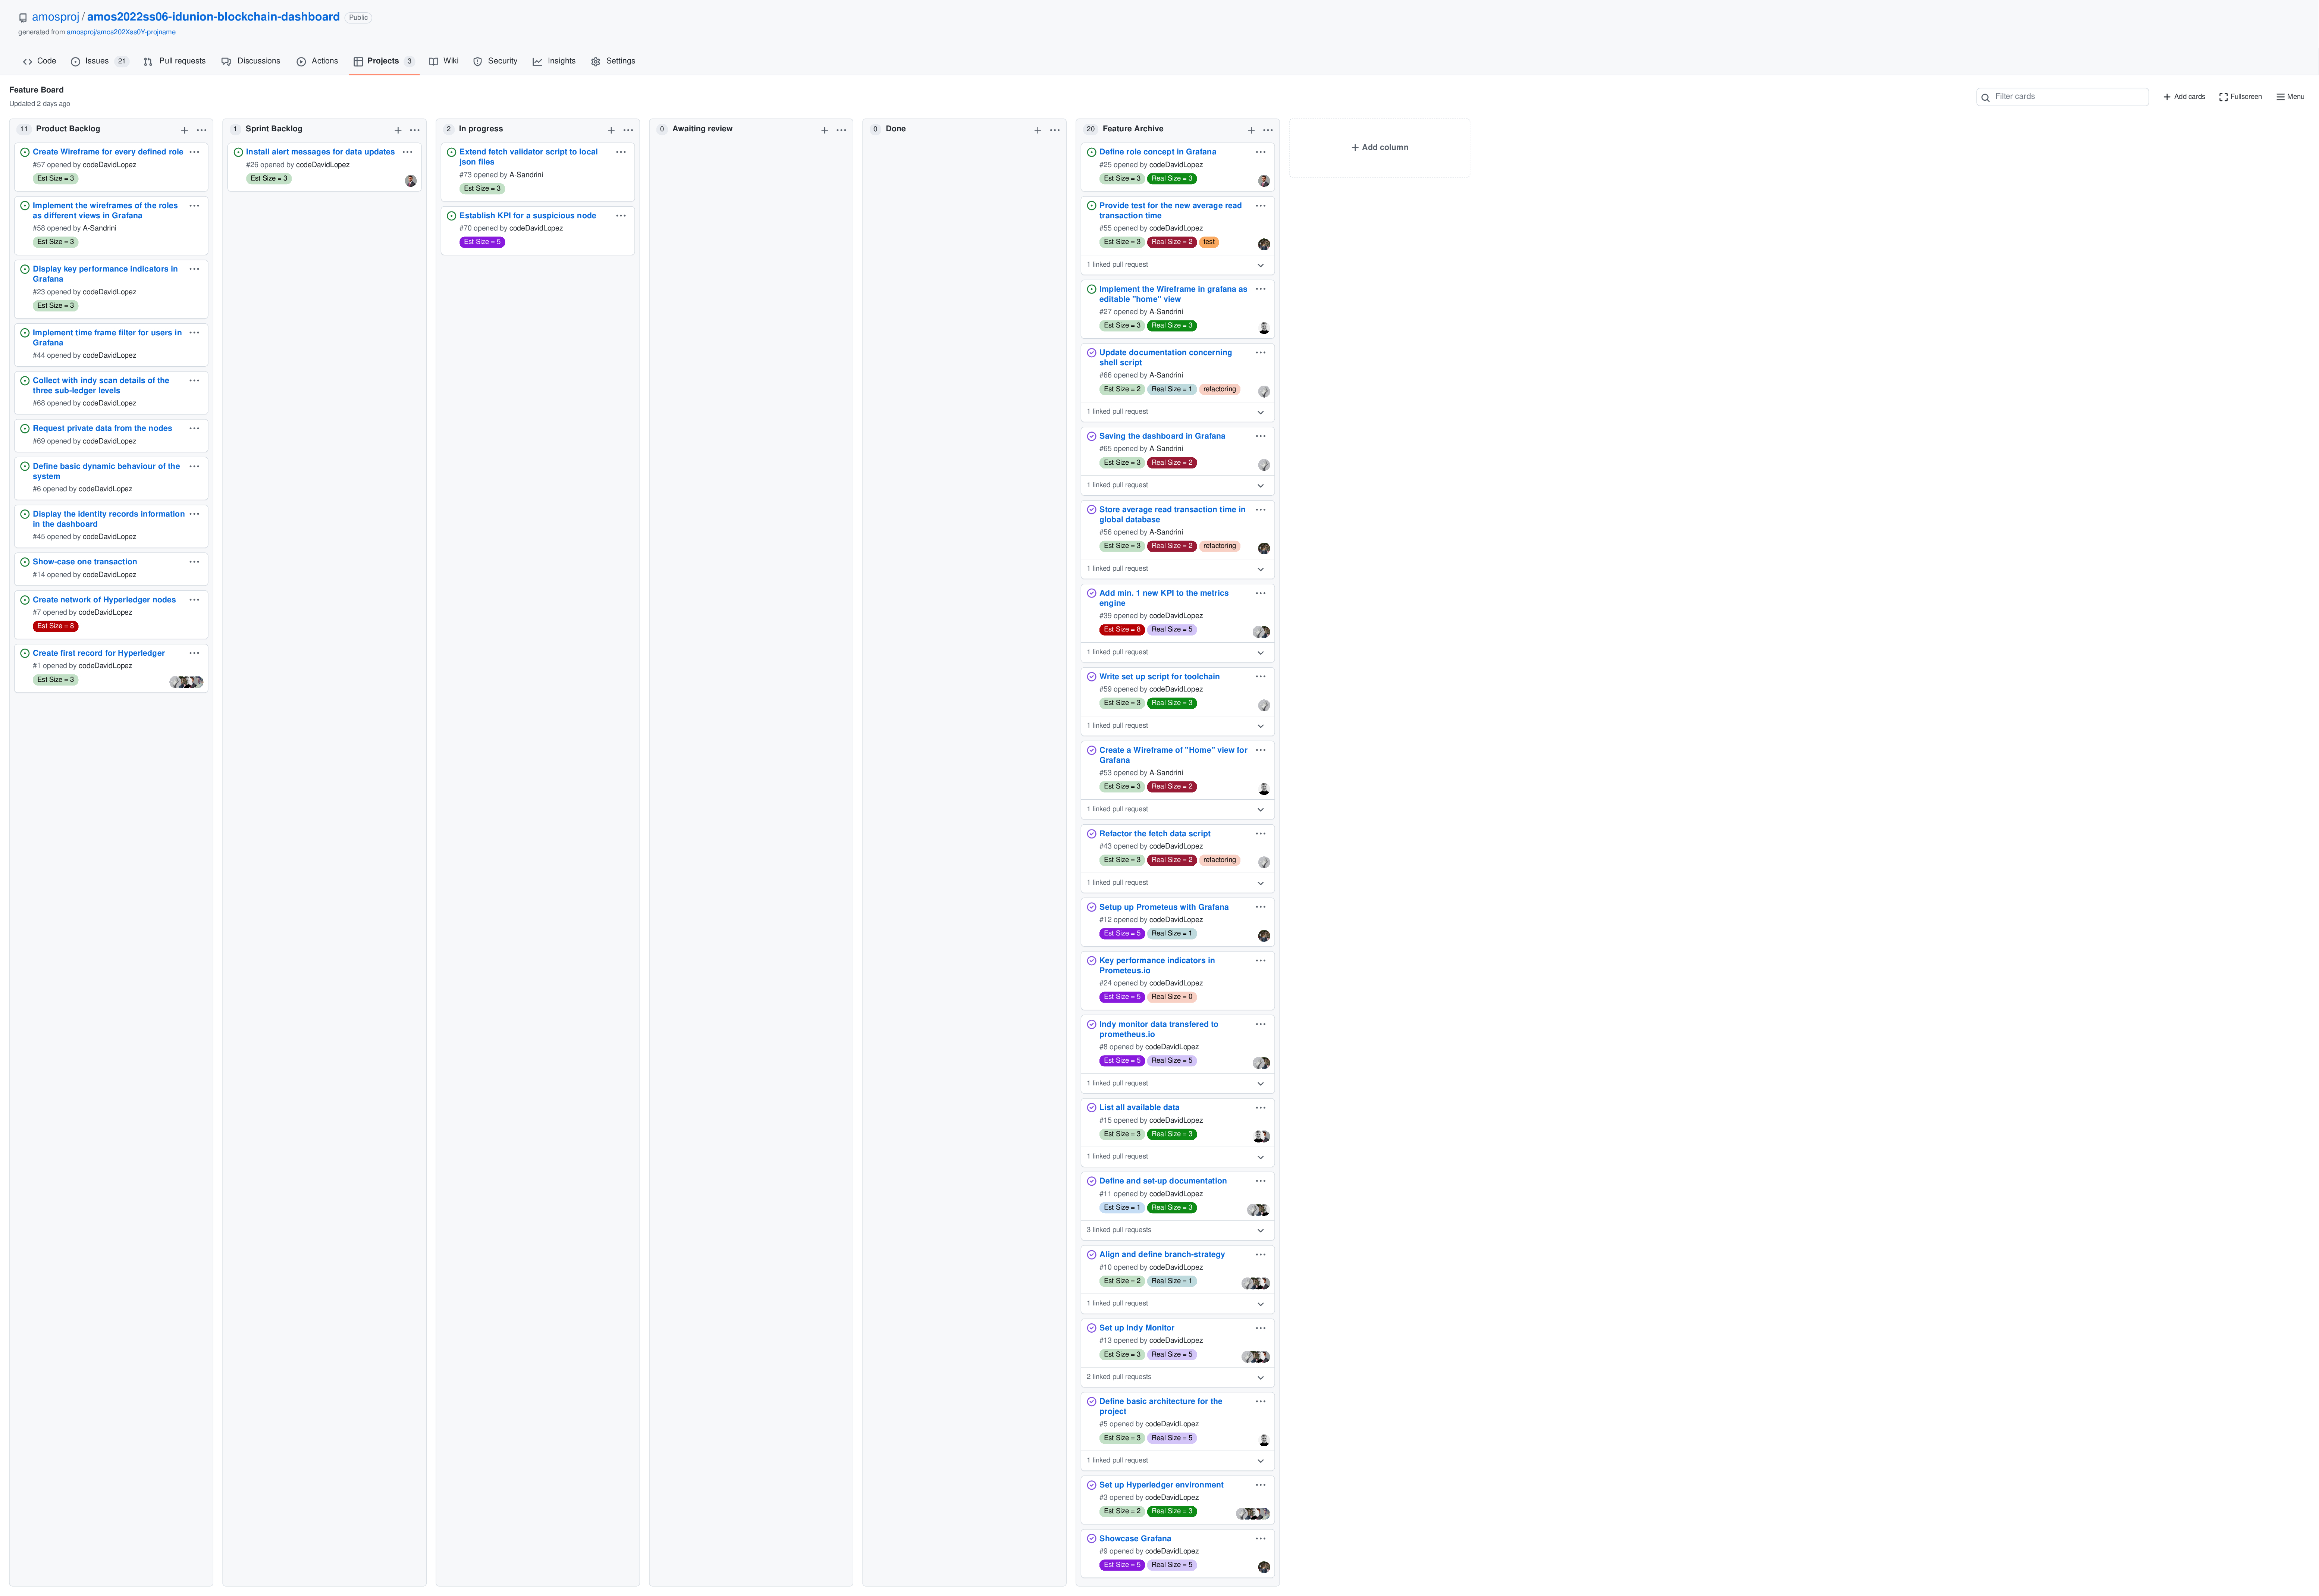 amosproj / amos2022ss06-idunion-blockchain-dashboard Public
generated from amosproj/amos202Xss0Y-projname
Code Issues 21 Pull requests Discussions Actions Projects 3 Wiki Security Insights Settings
Feature Board
Updated 2 days ago
Filter cards
Add cards
Fullscreen
Menu
11 Product Backlog
Create Wireframe for every defined role
#57 opened by codeDavidLopez
Est Size = 3
Implement the wireframes of the roles
as different views in Grafana
#58 opened by A-Sandrini
Est Size = 3
Display key performance indicators in
Grafana
#23 opened by codeDavidLopez
Est Size = 3
Implement time frame filter for users in
Grafana
#44 opened by codeDavidLopez
Collect with indy scan details of the
three sub-ledger levels
#68 opened by codeDavidLopez
Request private data from the nodes
#69 opened by codeDavidLopez
Define basic dynamic behaviour of the
system
#6 opened by codeDavidLopez
Display the identity records information
in the dashboard
#45 opened by codeDavidLopez
Show-case one transaction
#14 opened by codeDavidLopez
Create network of Hyperledger nodes
#7 opened by codeDavidLopez
Est Size = 8
Create first record for Hyperledger
#1 opened by codeDavidLopez
Est Size = 3
1 Sprint Backlog
Install alert messages for data updates
#26 opened by codeDavidLopez
Est Size = 3
2 In progress
Extend fetch validator script to local
json files
#73 opened by A-Sandrini
Est Size = 3
Establish KPI for a suspicious node
#70 opened by codeDavidLopez
Est Size = 5
0 Awaiting review
0 Done
20 Feature Archive
Define role concept in Grafana
#25 opened by codeDavidLopez
Est Size = 3 Real Size = 3
Provide test for the new average read
transaction time
#55 opened by codeDavidLopez
Est Size = 3 Real Size = 2 test
1 linked pull request
Implement the Wireframe in grafana as
editable "home" view
#27 opened by A-Sandrini
Est Size = 3 Real Size = 3
Update documentation concerning
shell script
#66 opened by A-Sandrini
Est Size = 2 Real Size = 1 refactoring
1 linked pull request
Saving the dashboard in Grafana
#65 opened by A-Sandrini
Est Size = 3 Real Size = 2
1 linked pull request
Store average read transaction time in
global database
#56 opened by A-Sandrini
Est Size = 3 Real Size = 2 refactoring
1 linked pull request
Add min. 1 new KPI to the metrics
engine
#39 opened by codeDavidLopez
Est Size = 8 Real Size = 5
1 linked pull request
Write set up script for toolchain
#59 opened by codeDavidLopez
Est Size = 3 Real Size = 3
1 linked pull request
Create a Wireframe of "Home" view for
Grafana
#53 opened by A-Sandrini
Est Size = 3 Real Size = 2
1 linked pull request
Refactor the fetch data script
#43 opened by codeDavidLopez
Est Size = 3 Real Size = 2 refactoring
1 linked pull request
Setup up Prometeus with Grafana
#12 opened by codeDavidLopez
Est Size = 5 Real Size = 1
Key performance indicators in
Prometeus.io
#24 opened by codeDavidLopez
Est Size = 5 Real Size = 0
Indy monitor data transfered to
prometheus.io
#8 opened by codeDavidLopez
Est Size = 5 Real Size = 5
1 linked pull request
List all available data
#15 opened by codeDavidLopez
Est Size = 3 Real Size = 3
1 linked pull request
Define and set-up documentation
#11 opened by codeDavidLopez
Est Size = 1 Real Size = 3
3 linked pull requests
Align and define branch-strategy
#10 opened by codeDavidLopez
Est Size = 2 Real Size = 1
1 linked pull request
Set up Indy Monitor
#13 opened by codeDavidLopez
Est Size = 3 Real Size = 5
2 linked pull requests
Define basic architecture for the
project
#5 opened by codeDavidLopez
Est Size = 3 Real Size = 5
1 linked pull request
Set up Hyperledger environment
#3 opened by codeDavidLopez
Est Size = 2 Real Size = 3
Showcase Grafana
#9 opened by codeDavidLopez
Est Size = 5 Real Size = 5
Add column